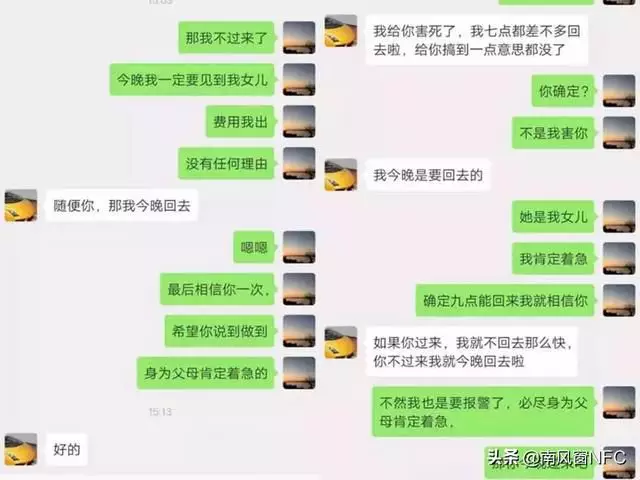 15:03
那我不过来了
今晚我一定要见到我女儿
费用我出
没有任何理由
随便你，那我今晚回去
嗯嗯
最后相信你一次，
希望你说到做到
身为父母肯定着急的
15:13
好的
我给你害死了，我七点都差不多回
去啦，给你搞到一点意思都没了
你确定？
不是我害你
我今晚是要回去的
她是我女儿
我肯定着急
确定九点能回来我就相信你
如果你过来，我就不回去那么快，
你不过来我就今晚回去啦
不然我也是要报警了，必尽身为父
母肯定着急，
头条 @南风窗NFC